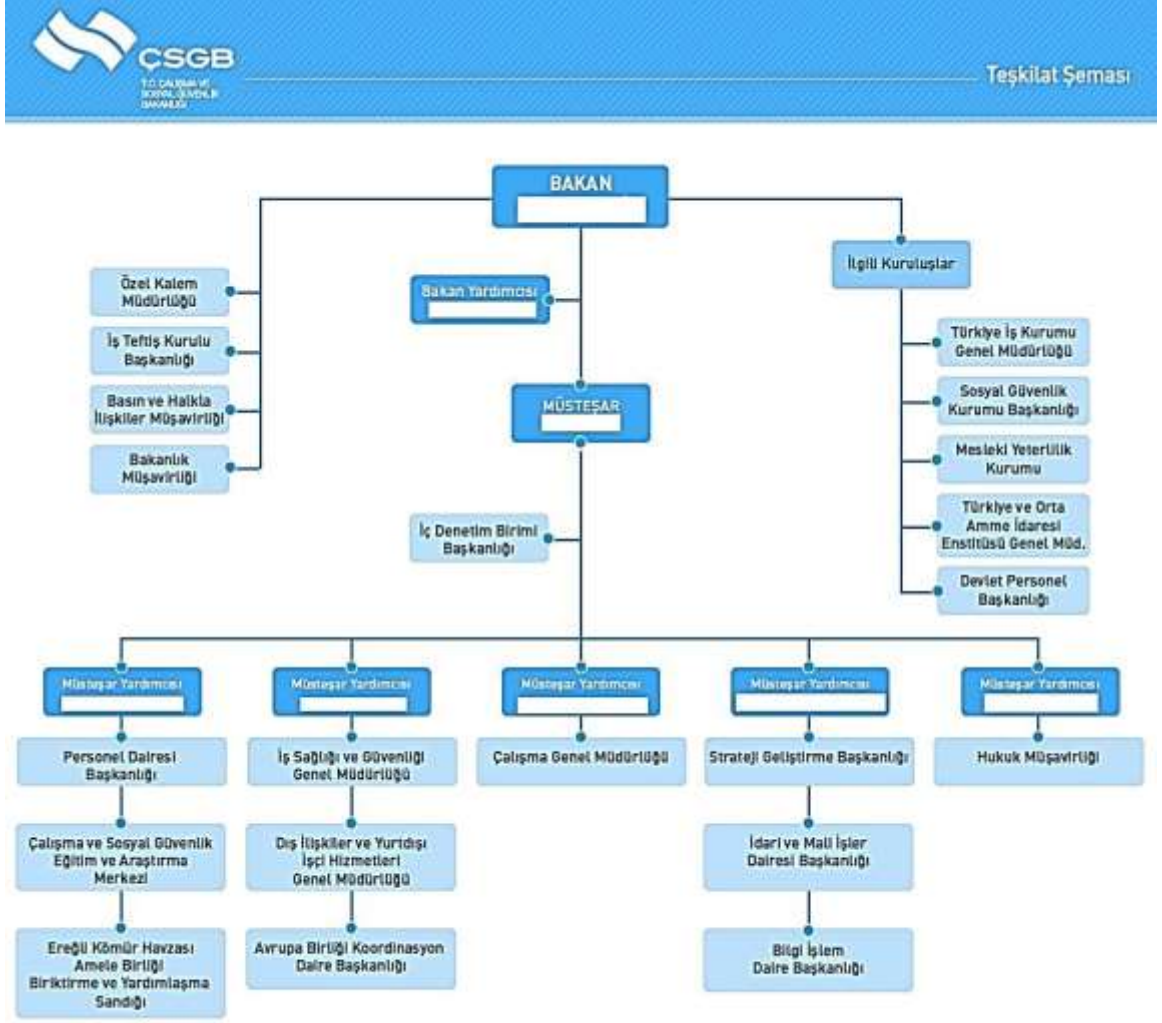 ÇSGB
T.C. ÇALIŞMA VE
SOSYAL GÜVENLİK
BAKANLIĞI
Teşkilat Şeması
BAKAN
Bakan Yardımcısı
MÜSTEŞAR
Özel Kalem
Müdürlüğü
İş Teftiş Kurulu
Başkanlığı
Basın ve Halkla
İlişkiler Müşavirliği
Bakanlık
Müşavirliği
İlgili Kuruluşlar
Türkiye İş Kurumu
Genel Müdürlüğü
Sosyal Güvenlik
Kurumu Başkanlığı
Mesleki Yeterlilik
Kurumu
Türkiye ve Orta
Amme İdaresi
Enstitüsü Genel Müd.
Devlet Personel
Başkanlığı
İç Denetim Birimi
Başkanlığı
Müsteşar Yardımcısı
Personel Dairesi
Başkanlığı
Çalışma ve Sosyal Güvenlik
Eğitim ve Araştırma
Merkezi
Ereğli Kömür Havzası
Amele Birliği
Biriktirme ve Yardımlaşma
Sandığı
Müsteşar Yardımcısı
İş Sağlığı ve Güvenliği
Genel Müdürlüğü
Dış İlişkiler ve Yurtdışı
İşçi Hizmetleri
Genel Müdürlüğü
Avrupa Birliği Koordinasyon
Daire Başkanlığı
Müsteşar Yardımcısı
Çalışma Genel Müdürlüğü
Müsteşar Yardımcısı
Strateji Geliştirme Başkanlığı
İdari ve Mali İşler
Dairesi Başkanlığı
Bilgi İşlem
Daire Başkanlığı
Müsteşar Yardımcısı
Hukuk Müşavirliği